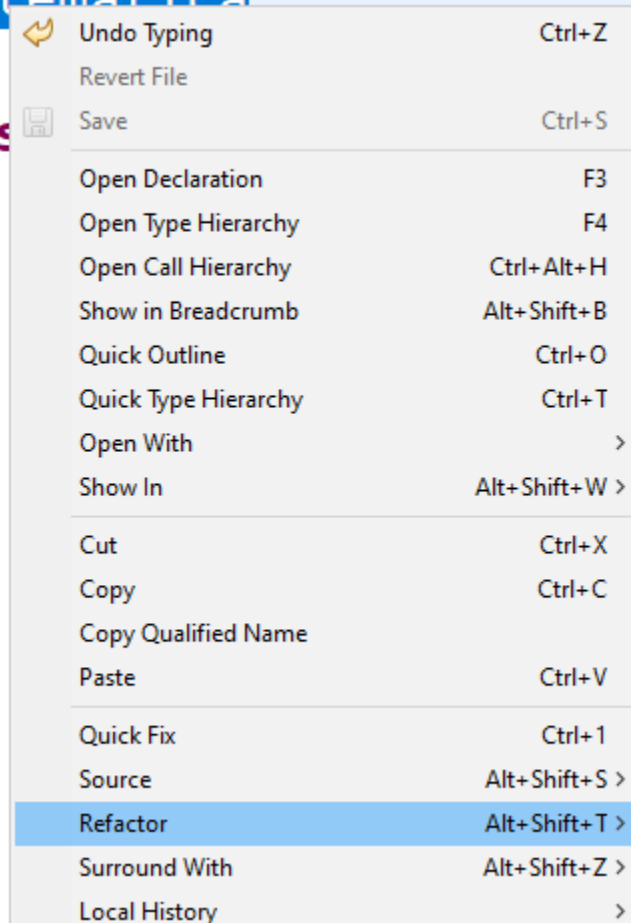 Undo Typing Ctrl+Z
Revert File
Save Ctrl+S
Open Declaration F3
Open Type Hierarchy F4
Open Call Hierarchy Ctrl+Alt+H
Show in Breadcrumb Alt+Shift+B
Quick Outline Ctrl+O
Quick Type Hierarchy Ctrl+T
Open With >
Show In Alt+Shift+W >
Cut Ctrl+X
Copy Ctrl+C
Copy Qualified Name
Paste Ctrl+V
Quick Fix Ctrl+1
Source Alt+Shift+S >
Refactor Alt+Shift+T >
Surround With Alt+Shift+Z >
Local History >